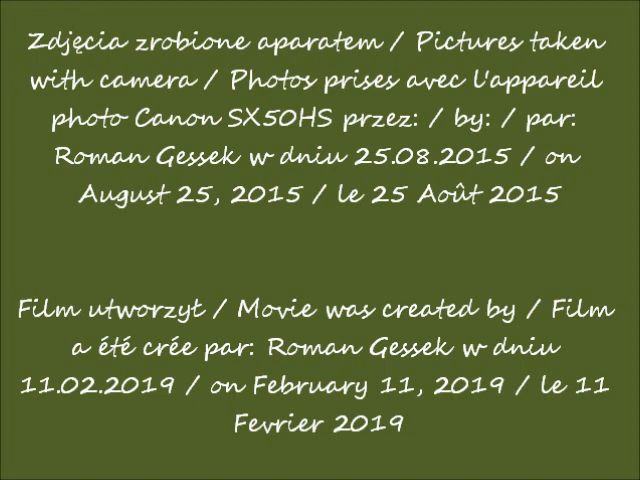 Zdjęcia zrobione aparatem / Pictures taken
with camera / Photos prises avec l'appareil
photo Canon SX50HS przez: / by: / par:
Roman Gessek w dniu 25.08.2015 / on
August 25, 2015 / le 25 Août 2015
Film utworzył / Movie was created by / Film
a été crée par: Roman Gessek w dniu
11.02.2019 / on February 11, 2019 / le 11
Fevrier 2019